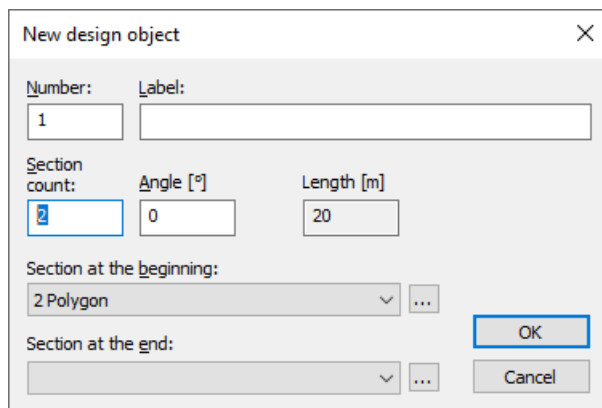 New design object
Number: Label:
1
Section
count: Angle [°] Length [m]
2 0 20
Section at the beginning:
2 Polygon ...
OK
Section at the end:
... Cancel